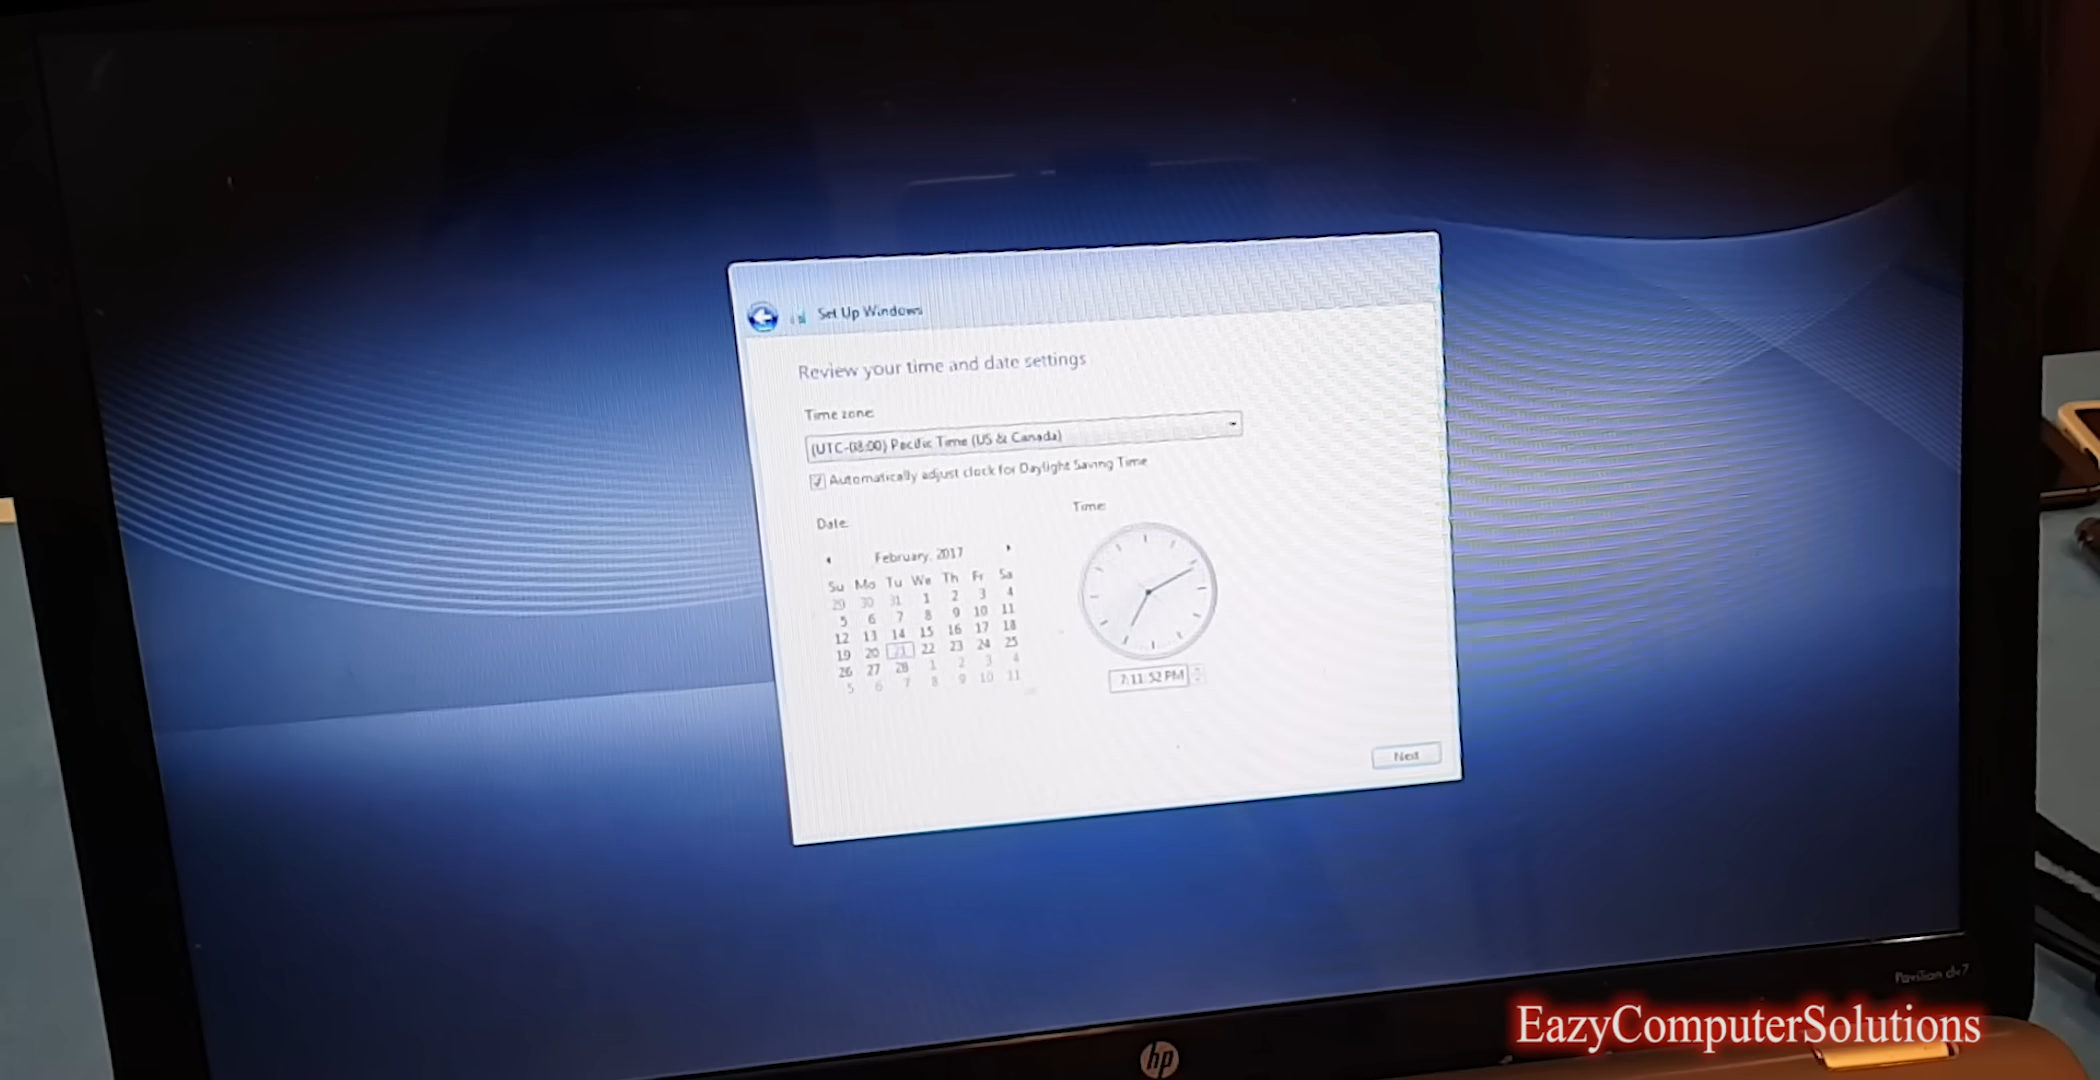 Set Up Windows
Review your time and date settings
Time zone:
(UTC-08:00) Pacific Time (US & Canada)
Automatically adjust clock for Daylight Saving Time
Date:
Time:
February, 2017
Su Mo Tu We Th Fr Sa
29 30 31 1 2 3 4
5 6 7 8 9 10 11
12 13 14 15 16 17 18
19 20 21 22 23 24 25
26 27 28 1 2 3 4
5 6 7 8 9 10 11
7:11:52 PM
Next
Pavilion dv7
EazyComputerSolutions
hp